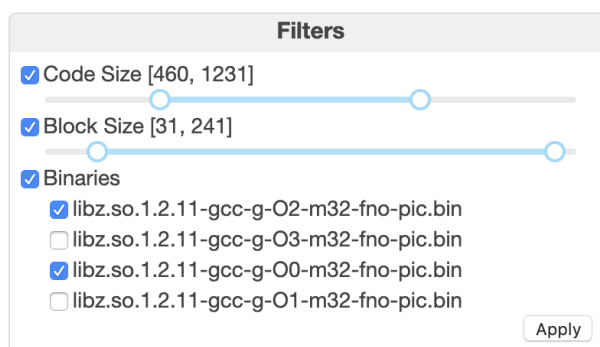 Filters
Code Size [460, 1231]
Block Size [31, 241]
Binaries
libz.so.1.2.11-gcc-g-O2-m32-fno-pic.bin
libz.so.1.2.11-gcc-g-O3-m32-fno-pic.bin
libz.so.1.2.11-gcc-g-O0-m32-fno-pic.bin
libz.so.1.2.11-gcc-g-O1-m32-fno-pic.bin
Apply